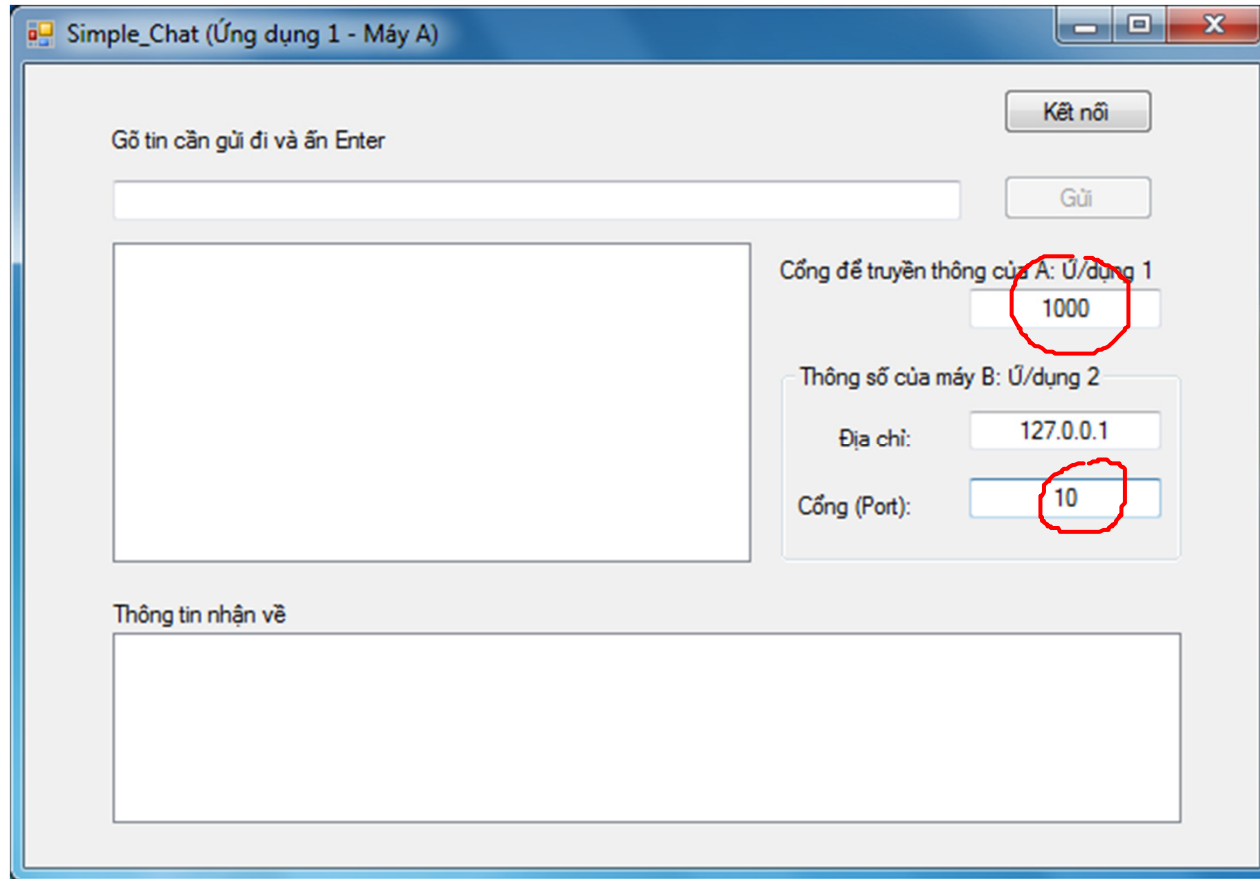 Simple_Chat (Ứng dụng 1 - Máy A)
Kết nối
Gõ tin cần gửi đi và ấn Enter
Gửi
Cổng để truyền thông của A: Ứ/dụng 1
1000
Thông số của máy B: Ứ/dụng 2
Địa chỉ: 127.0.0.1
Cổng (Port): 10
Thông tin nhận về